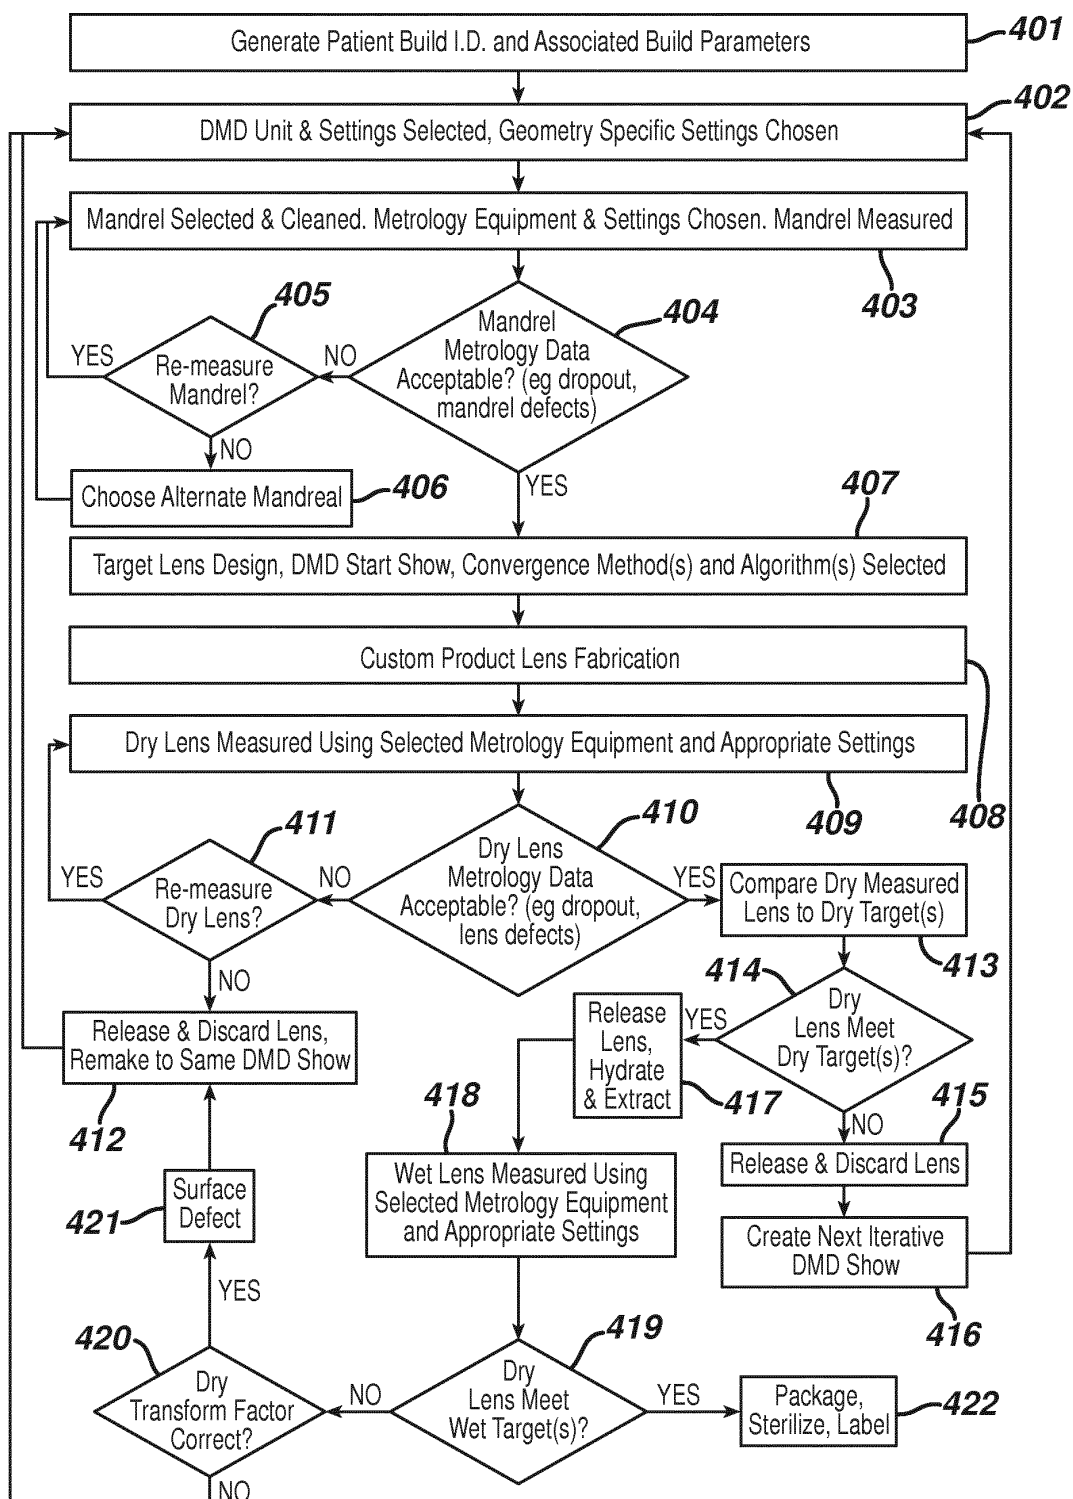 Generate Patient Build I.D. and Associated Build Parameters
401
DMD Unit & Settings Selected, Geometry Specific Settings Chosen
402
Mandrel Selected & Cleaned. Metrology Equipment & Settings Chosen. Mandrel Measured
403
Mandrel
Metrology Data
Acceptable? (eg dropout,
mandrel defects)
404
NO
Re-measure
Mandrel?
405
YES
NO
Choose Alternate Mandreal
406
YES
407
Target Lens Design, DMD Start Show, Convergence Method(s) and Algorithm(s) Selected
Custom Product Lens Fabrication
408
Dry Lens Measured Using Selected Metrology Equipment and Appropriate Settings
409
Dry Lens
Metrology Data
Acceptable? (eg dropout,
lens defects)
410
NO
Re-measure
Dry Lens?
411
YES
NO
Release & Discard Lens,
Remake to Same DMD Show
412
YES
Compare Dry Measured
Lens to Dry Target(s)
413
Dry
Lens Meet
Dry Target(s)?
414
YES
Release
Lens,
Hydrate
& Extract
417
NO
415
Release & Discard Lens
Create Next Iterative
DMD Show
416
418
Wet Lens Measured Using
Selected Metrology Equipment
and Appropriate Settings
Dry
Lens Meet
Wet Target(s)?
419
YES
Package,
Sterilize, Label
422
NO
Dry
Transform Factor
Correct?
420
YES
Surface
Defect
421
NO